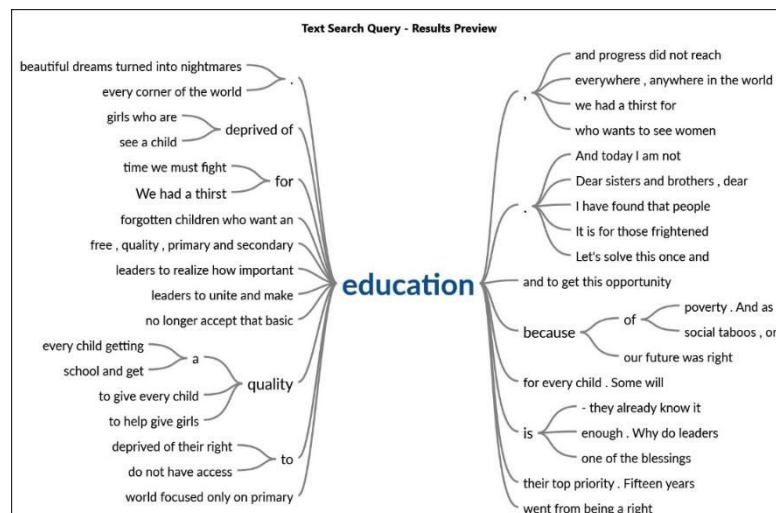 Text Search Query - Results Preview
beautiful dreams turned into nightmares
every corner of the world
.
girls who are
see a child
deprived of
time we must fight
We had a thirst
for
forgotten children who want an
free , quality , primary and secondary
leaders to realize how important
leaders to unite and make
no longer accept that basic
every child getting
school and get
a
to give every child
to help give girls
quality
deprived of their right
do not have access
to
world focused only on primary
education
,
and progress did not reach
everywhere , anywhere in the world
we had a thirst for
who wants to see women
.
And today I am not
Dear sisters and brothers , dear
I have found that people
It is for those frightened
Let's solve this once and
and to get this opportunity
because
of
poverty . And as
social taboos , or
our future was right
for every child . Some will
is
- they already know it
enough . Why do leaders
one of the blessings
their top priority . Fifteen years
went from being a right